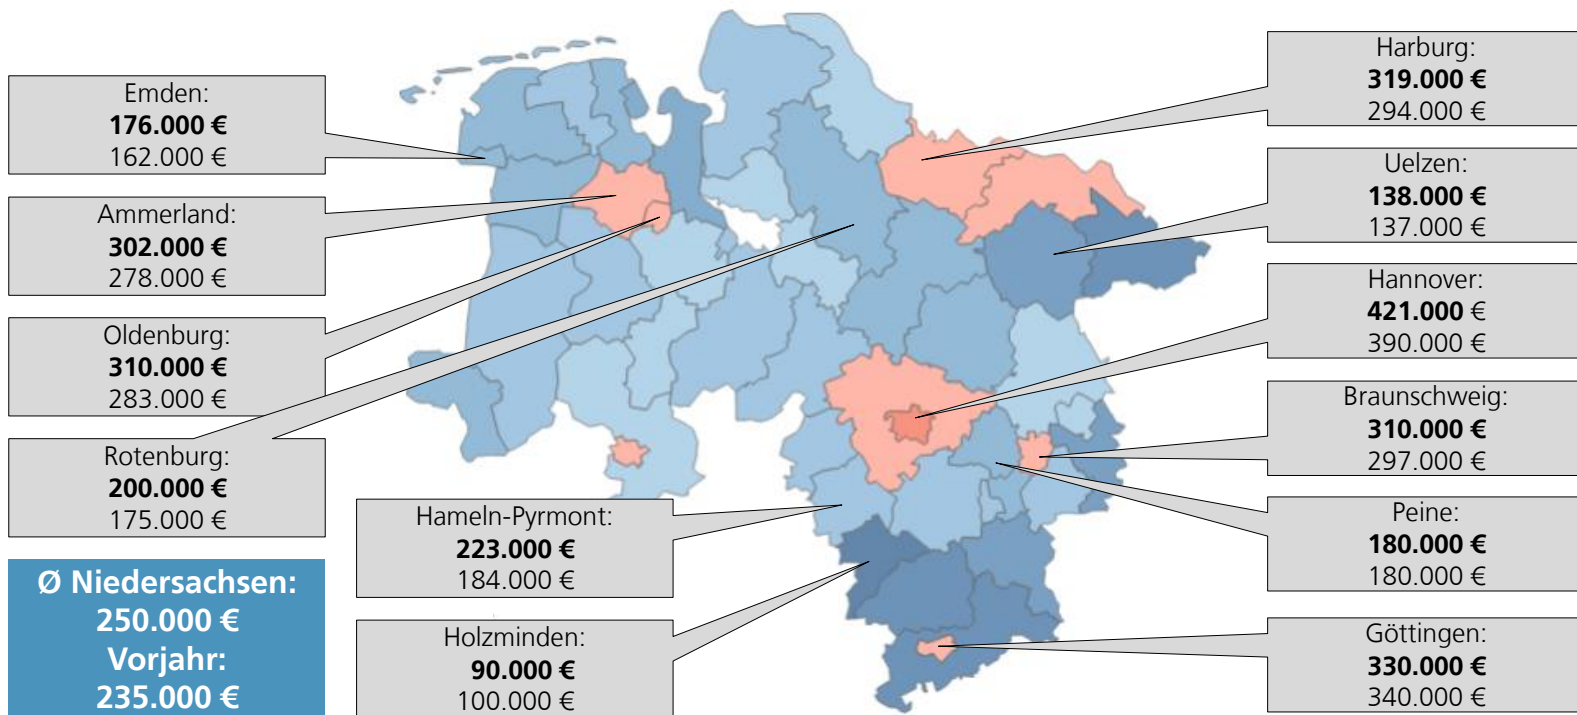 Emden:
176.000 €
162.000 €
Ammerland:
302.000 €
278.000 €
Oldenburg:
310.000 €
283.000 €
Rotenburg:
200.000 €
175.000 €
Ø Niedersachsen:
250.000 €
Vorjahr:
235.000 €
Hameln-Pyrmont:
223.000 €
184.000 €
Holzminden:
90.000 €
100.000 €
Harburg:
319.000 €
294.000 €
Uelzen:
138.000 €
137.000 €
Hannover:
421.000 €
390.000 €
Braunschweig:
310.000 €
297.000 €
Peine:
180.000 €
180.000 €
Göttingen:
330.000 €
340.000 €